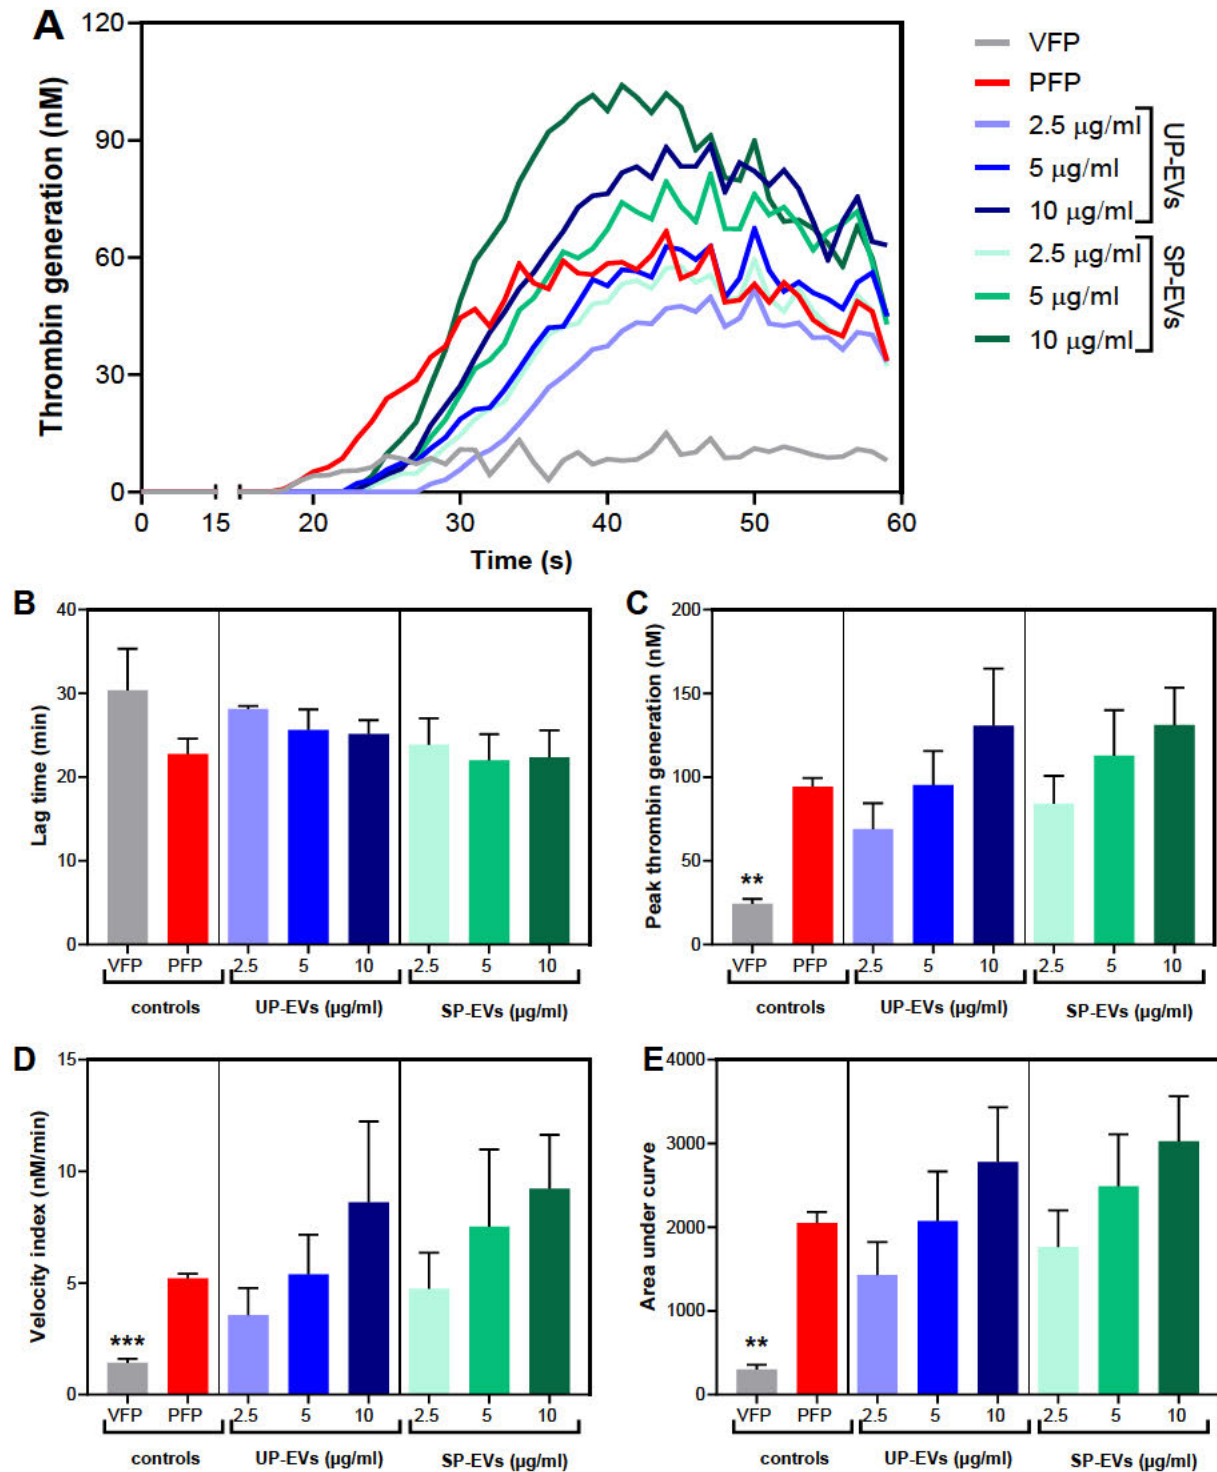 A
Thrombin generation (nM)
120
90
60
30
0
0 15 20 30 40 50 60
Time (s)
VFP
PFP
2.5 μg/ml
5 μg/ml
10 μg/ml
UP-EVs
2.5 μg/ml
5 μg/ml
10 μg/ml
SP-EVs
B
Lag time (min)
40
30
20
10
0
VFP PFP 2.5 5 10 2.5 5 10
controls UP-EVs (μg/ml) SP-EVs (μg/ml)
C
Peak thrombin generation (nM)
200
150
100
50
0
**
VFP PFP 2.5 5 10 2.5 5 10
controls UP-EVs (μg/ml) SP-EVs (μg/ml)
D
Velocity index (nM/min)
15
10
5
0
***
VFP PFP 2.5 5 10 2.5 5 10
controls UP-EVs (μg/ml) SP-EVs (μg/ml)
E
Area under curve
4000
3000
2000
1000
0
**
VFP PFP 2.5 5 10 2.5 5 10
controls UP-EVs (μg/ml) SP-EVs (μg/ml)